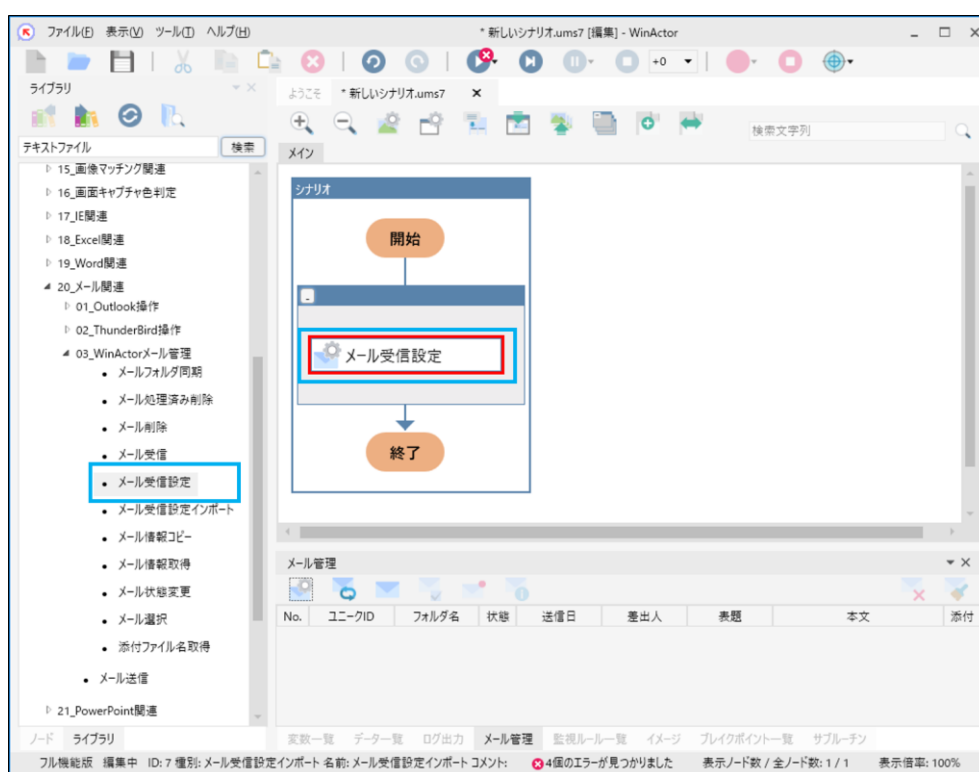 ファイル(F) 表示(V) ツール(T) ヘルプ(H)
* 新しいシナリオ.ums7 [編集] - WinActor
+0
ライブラリ
テキストファイル 検索
15_画像マッチング関連
16_画面キャプチャ色判定
17_IE関連
18_Excel関連
19_Word関連
20_メール関連
01_Outlook操作
02_ThunderBird操作
03_WinActorメール管理
メールフォルダ同期
メール処理済み削除
メール削除
メール受信
メール受信設定
メール受信設定インポート
メール情報コピー
メール情報取得
メール状態変更
メール選択
添付ファイル名取得
メール送信
21_PowerPoint関連
ノード ライブラリ
ようこそ * 新しいシナリオ.ums7
検索文字列
メイン
シナリオ
開始
メール受信設定
終了
メール管理
No. ユニークID フォルダ名 状態 送信日 差出人 表題 本文 添付
変数一覧 データ一覧 ログ出力 メール管理 監視ルール一覧 イメージ ブレイクポイント一覧 サブルーチン
フル機能版 編集中 ID: 7 種別: メール受信設定インポート 名前: メール受信設定インポート コメント: 4個のエラーが見つかりました 表示ノード数 / 全ノード数: 1 / 1 表示倍率: 100%